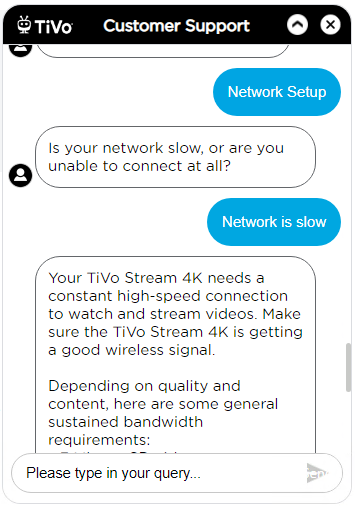 TiVo Customer Support
Network Setup
Is your network slow, or are you
unable to connect at all?
Network is slow
Your TiVo Stream 4K needs a
constant high-speed connection
to watch and stream videos. Make
sure the TiVo Stream 4K is getting
a good wireless signal.
Depending on quality and
content, here are some general
sustained bandwidth
requirements:
Please type in your query...